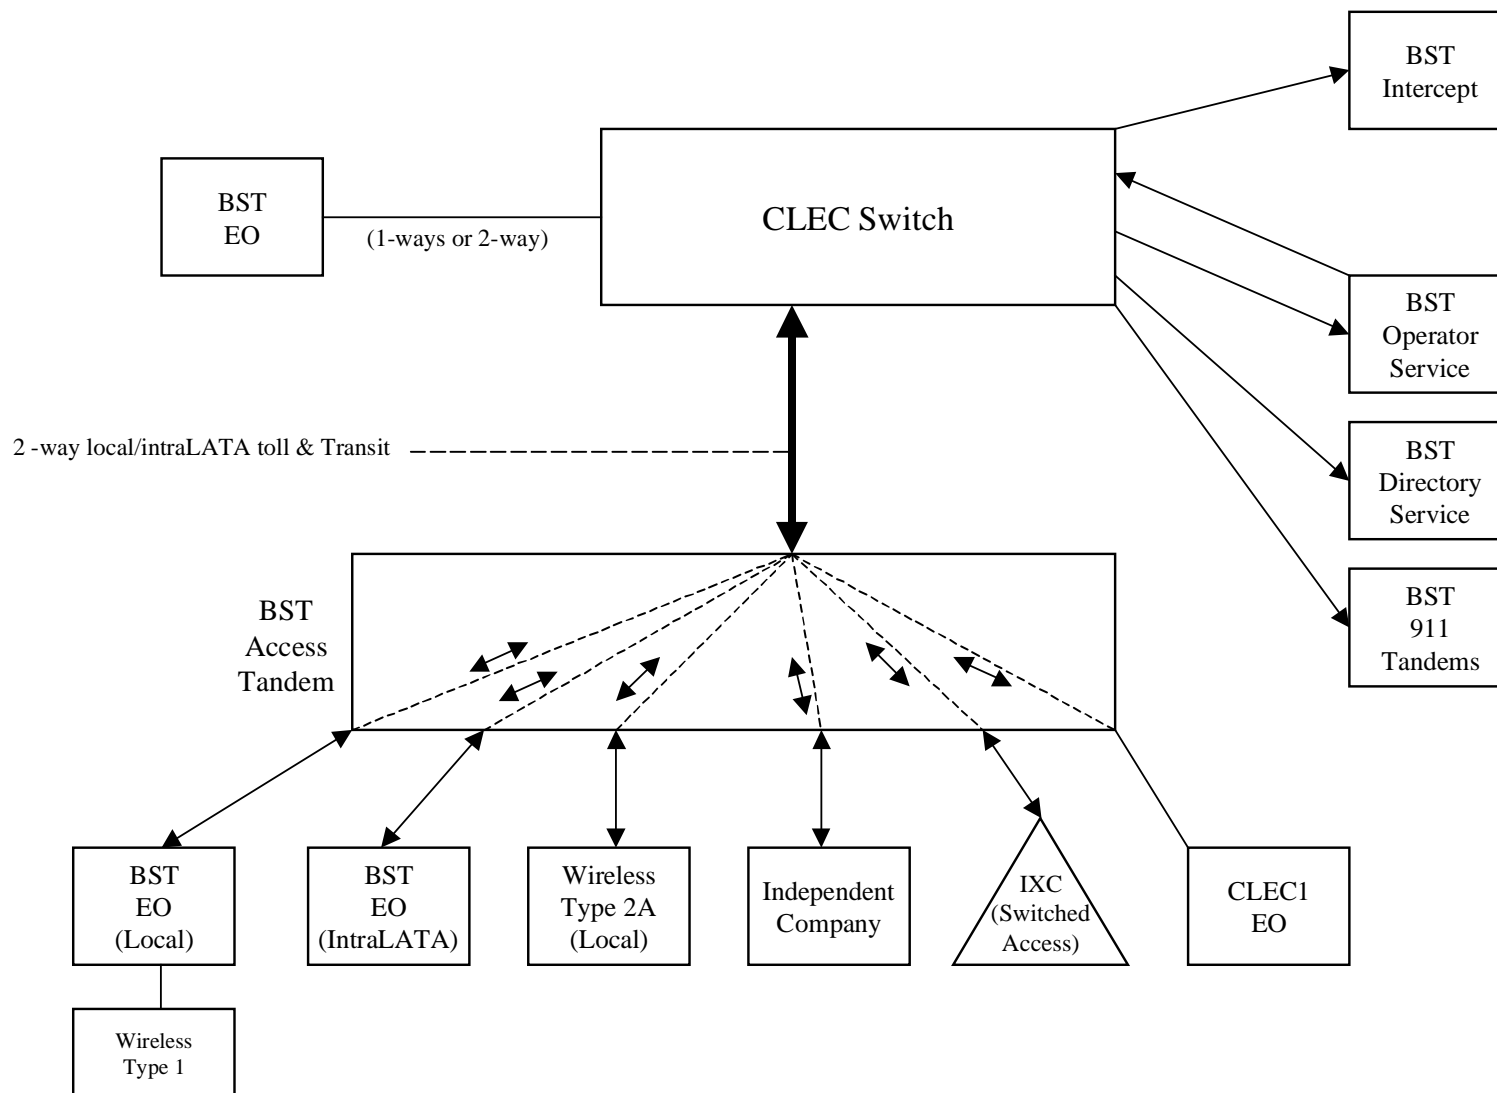 BST
Intercept
BST
EO
(1-ways or 2-way)
CLEC Switch
BST
Operator
Service
2 -way local/intraLATA toll & Transit
BST
Directory
Service
BST
Access
Tandem
BST
911
Tandems
BST
EO
(Local)
BST
EO
(IntraLATA)
Wireless
Type 2A
(Local)
Independent
Company
IXC
(Switched
Access)
CLEC1
EO
Wireless
Type 1